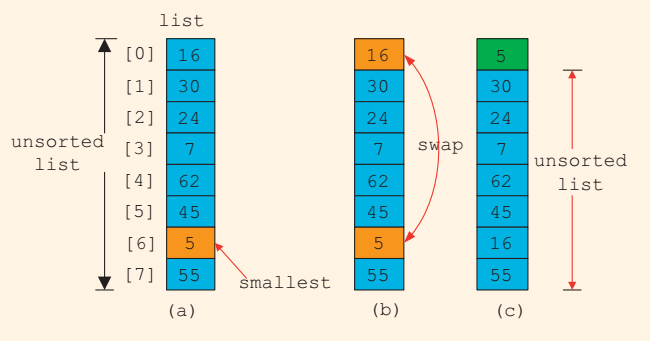 list
[0] 16 16 5
[1] 30 30 30
[2] 24 24 24
[3] 7 7 7
[4] 62 62 62
[5] 45 45 45
[6] 5 5 16
[7] 55 55 55
unsorted
list
smallest
swap
unsorted
list
(a) (b) (c)